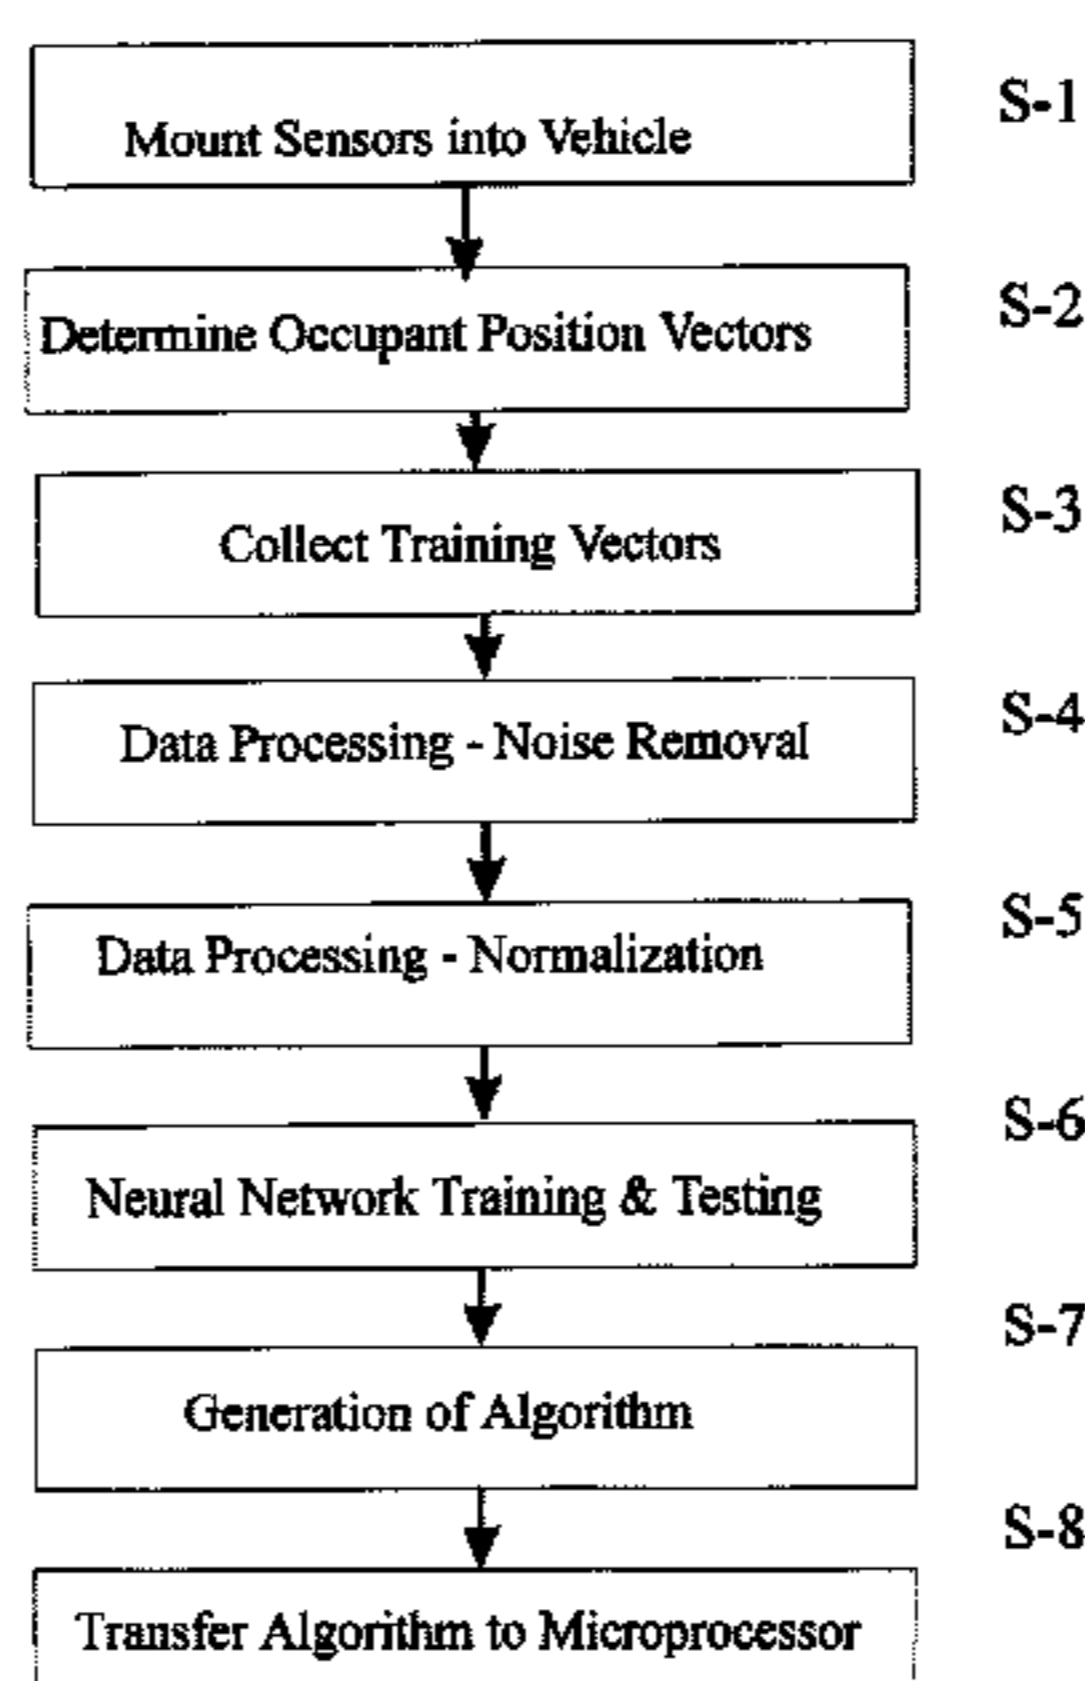 Mount Sensors into Vehicle S-1
Determine Occupant Position Vectors S-2
Collect Training Vectors S-3
Data Processing - Noise Removal S-4
Data Processing - Normalization S-5
Neural Network Training & Testing S-6
Generation of Algorithm S-7
Transfer Algorithm to Microprocessor S-8